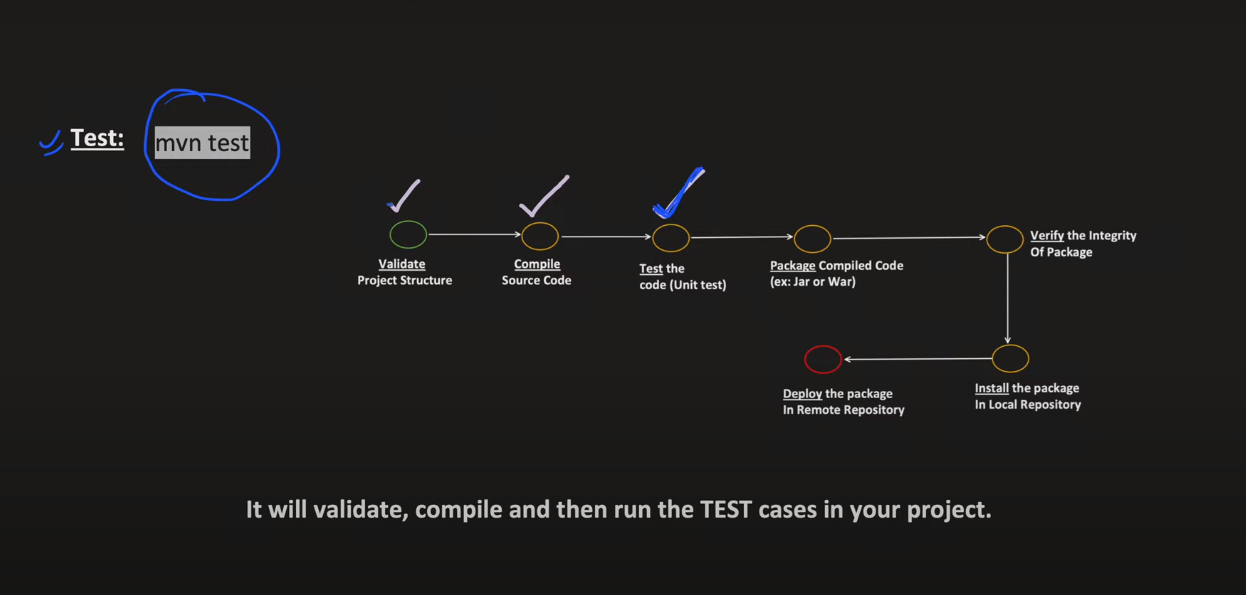 Test:
mvn test
Validate
Project Structure
Compile
Source Code
Test the
code (Unit test)
Package Compiled Code
(ex: Jar or War)
Verify the Integrity
Of Package
Deploy the package
In Remote Repository
Install the package
In Local Repository
It will validate, compile and then run the TEST cases in your project.